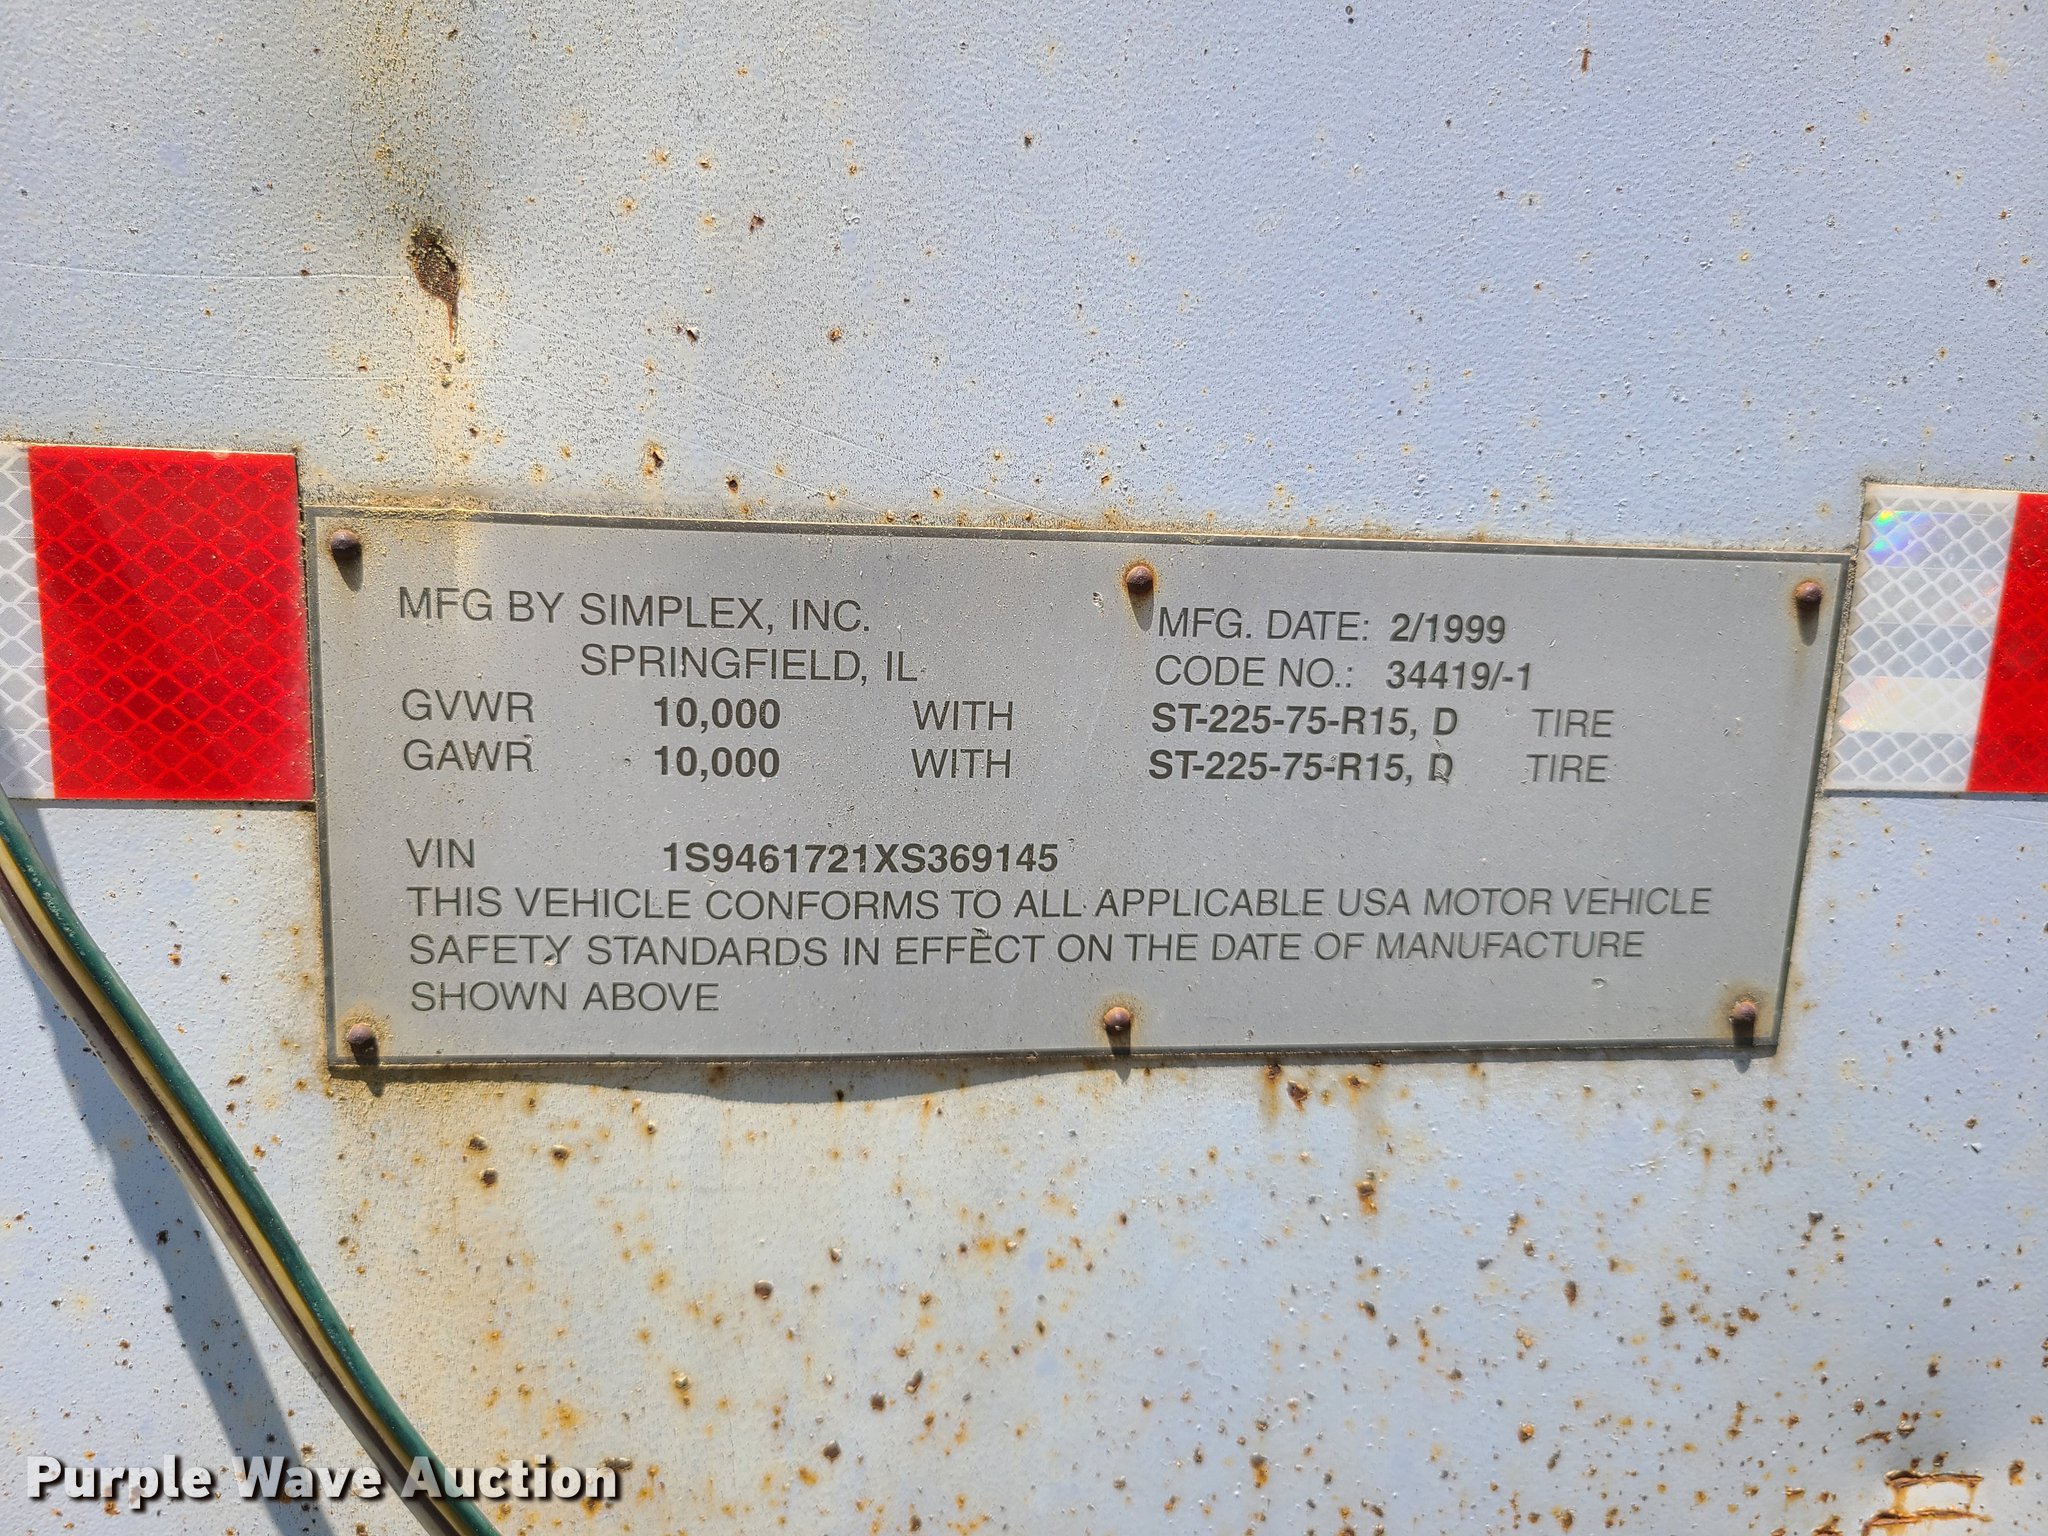 MFG BY SIMPLEX, INC.
SPRINGFIELD, IL
MFG. DATE: 2/1999
CODE NO.: 34419/-1
GVWR 10,000 WITH ST-225-75-R15, D TIRE
GAWR 10,000 WITH ST-225-75-R15, D TIRE
VIN 1S9461721XS369145
THIS VEHICLE CONFORMS TO ALL APPLICABLE USA MOTOR VEHICLE
SAFETY STANDARDS IN EFFECT ON THE DATE OF MANUFACTURE
SHOWN ABOVE
Purple Wave Auction